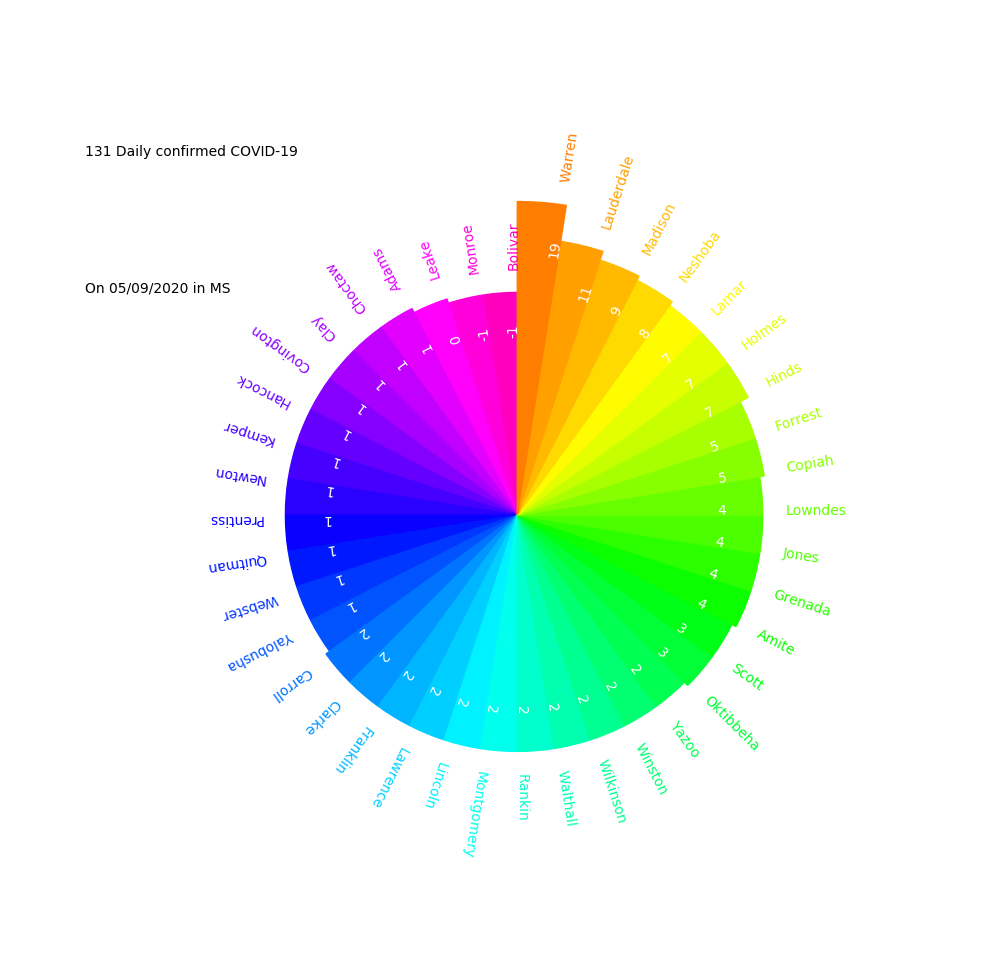 131 Daily confirmed COVID-19
On 05/09/2020 in MS
Warren
19
Lauderdale
11
Madison
9
Neshoba
8
Lamar
7
Holmes
7
Hinds
7
Forrest
5
Copiah
5
Lowndes
4
Jones
4
Grenada
4
Amite
4
Scott
3
Oktibbeha
3
Yazoo
2
Winston
2
Wilkinson
2
Walthall
2
Rankin
2
Montgomery
2
Lincoln
2
Lawrence
2
Franklin
2
Clarke
2
Carroll
2
Yalobusha
1
Webster
1
Quitman
1
Prentiss
1
Newton
1
Kemper
1
Hancock
1
Covington
1
Clay
1
Choctaw
1
Adams
1
Leake
0
Monroe
-1
Bolivar
-1